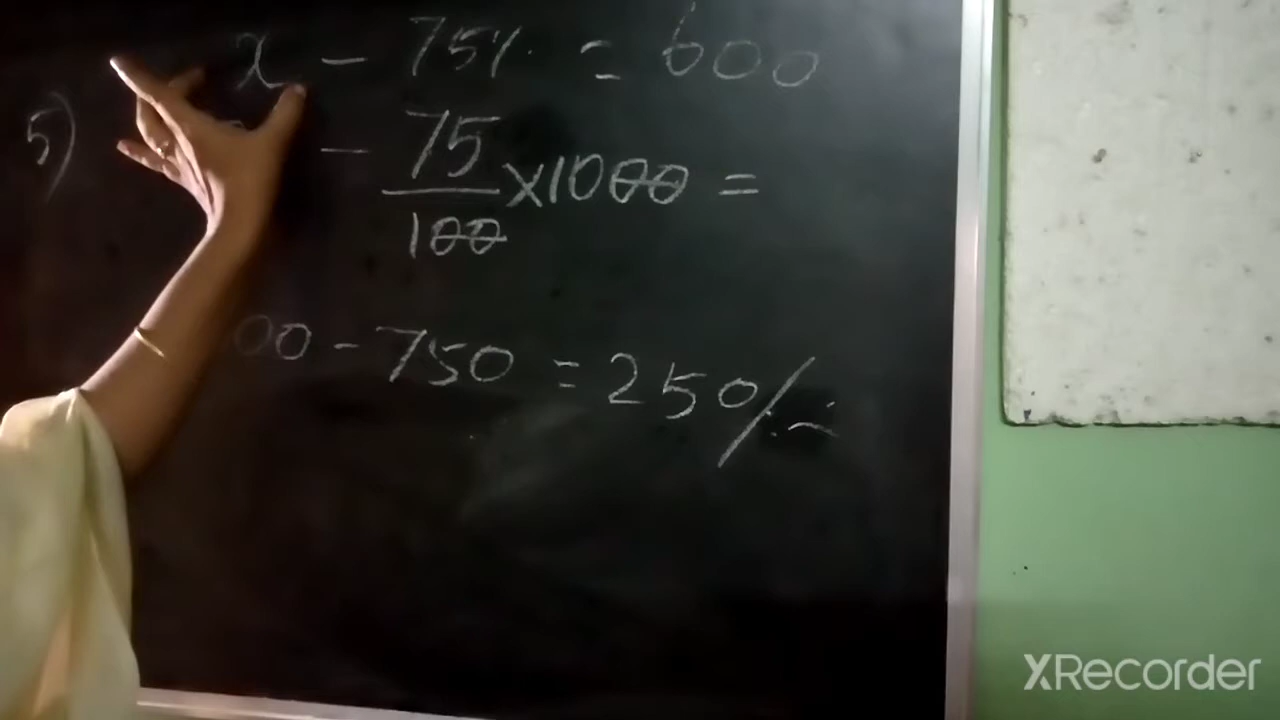 x - 75% = 600
5)
- 75/100 x 1000 =
00 - 750 = 250/-
XRecorder